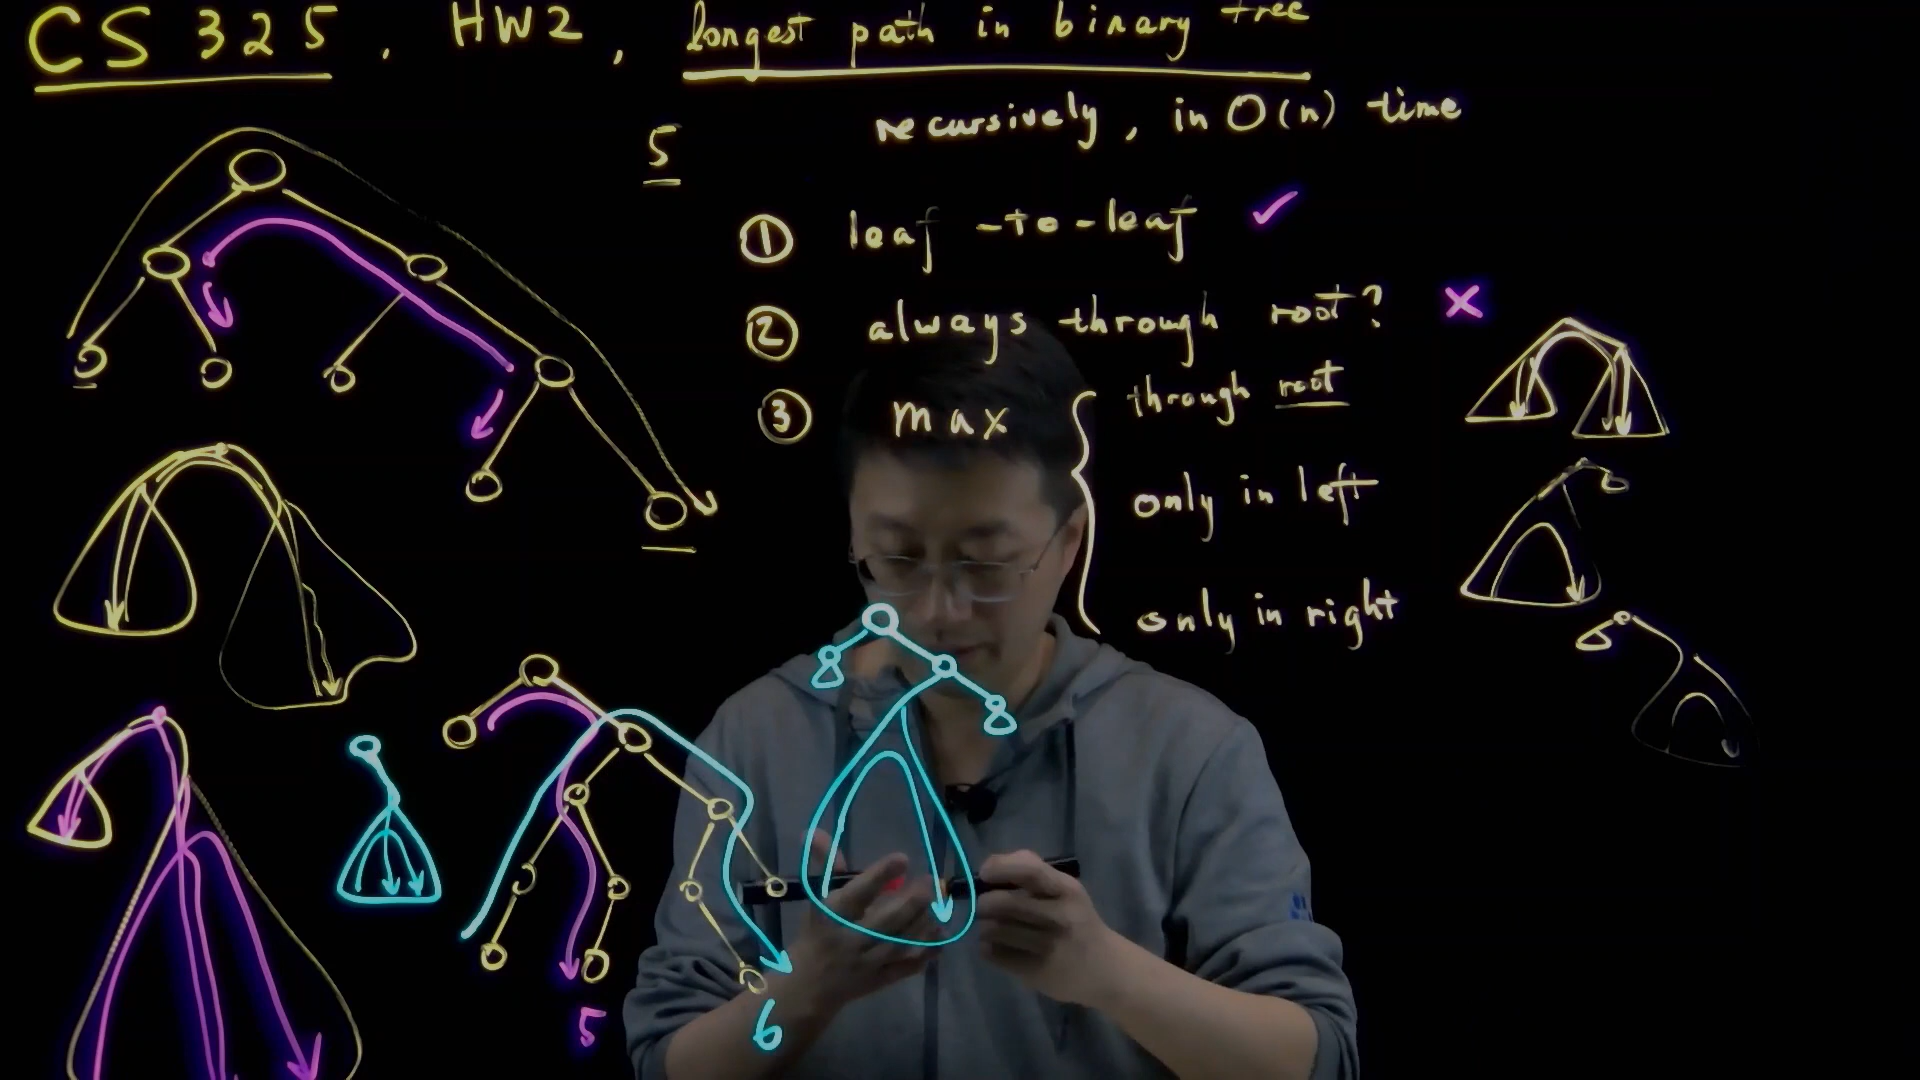 CS 325, HW2, longest path in binary tree
recursively, in O(n) time
5
① leaf-to-leaf ✓
② always through root? ✗
③ max { through root
only in left
only in right
5
6